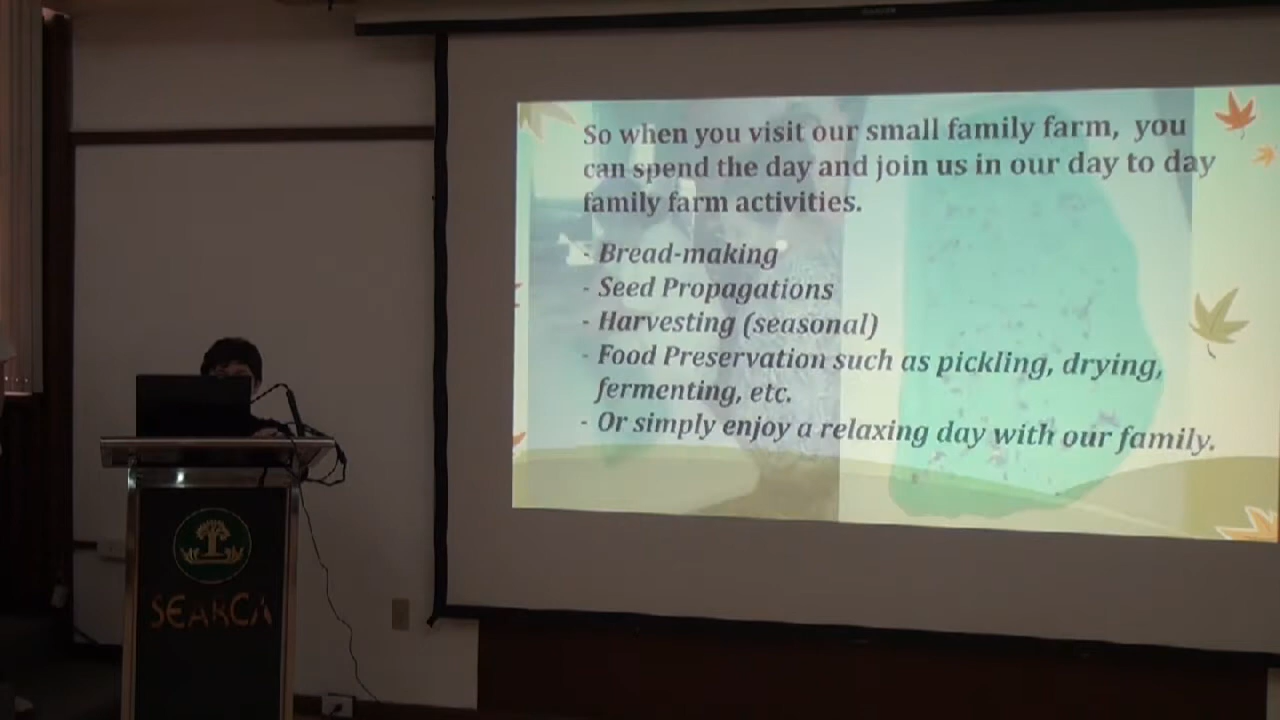 So when you visit our small family farm, you
can spend the day and join us in our day to day
family farm activities.
- Bread-making
- Seed Propagations
- Harvesting (seasonal)
- Food Preservation such as pickling, drying,
fermenting, etc.
- Or simply enjoy a relaxing day with our family.
SEARCA